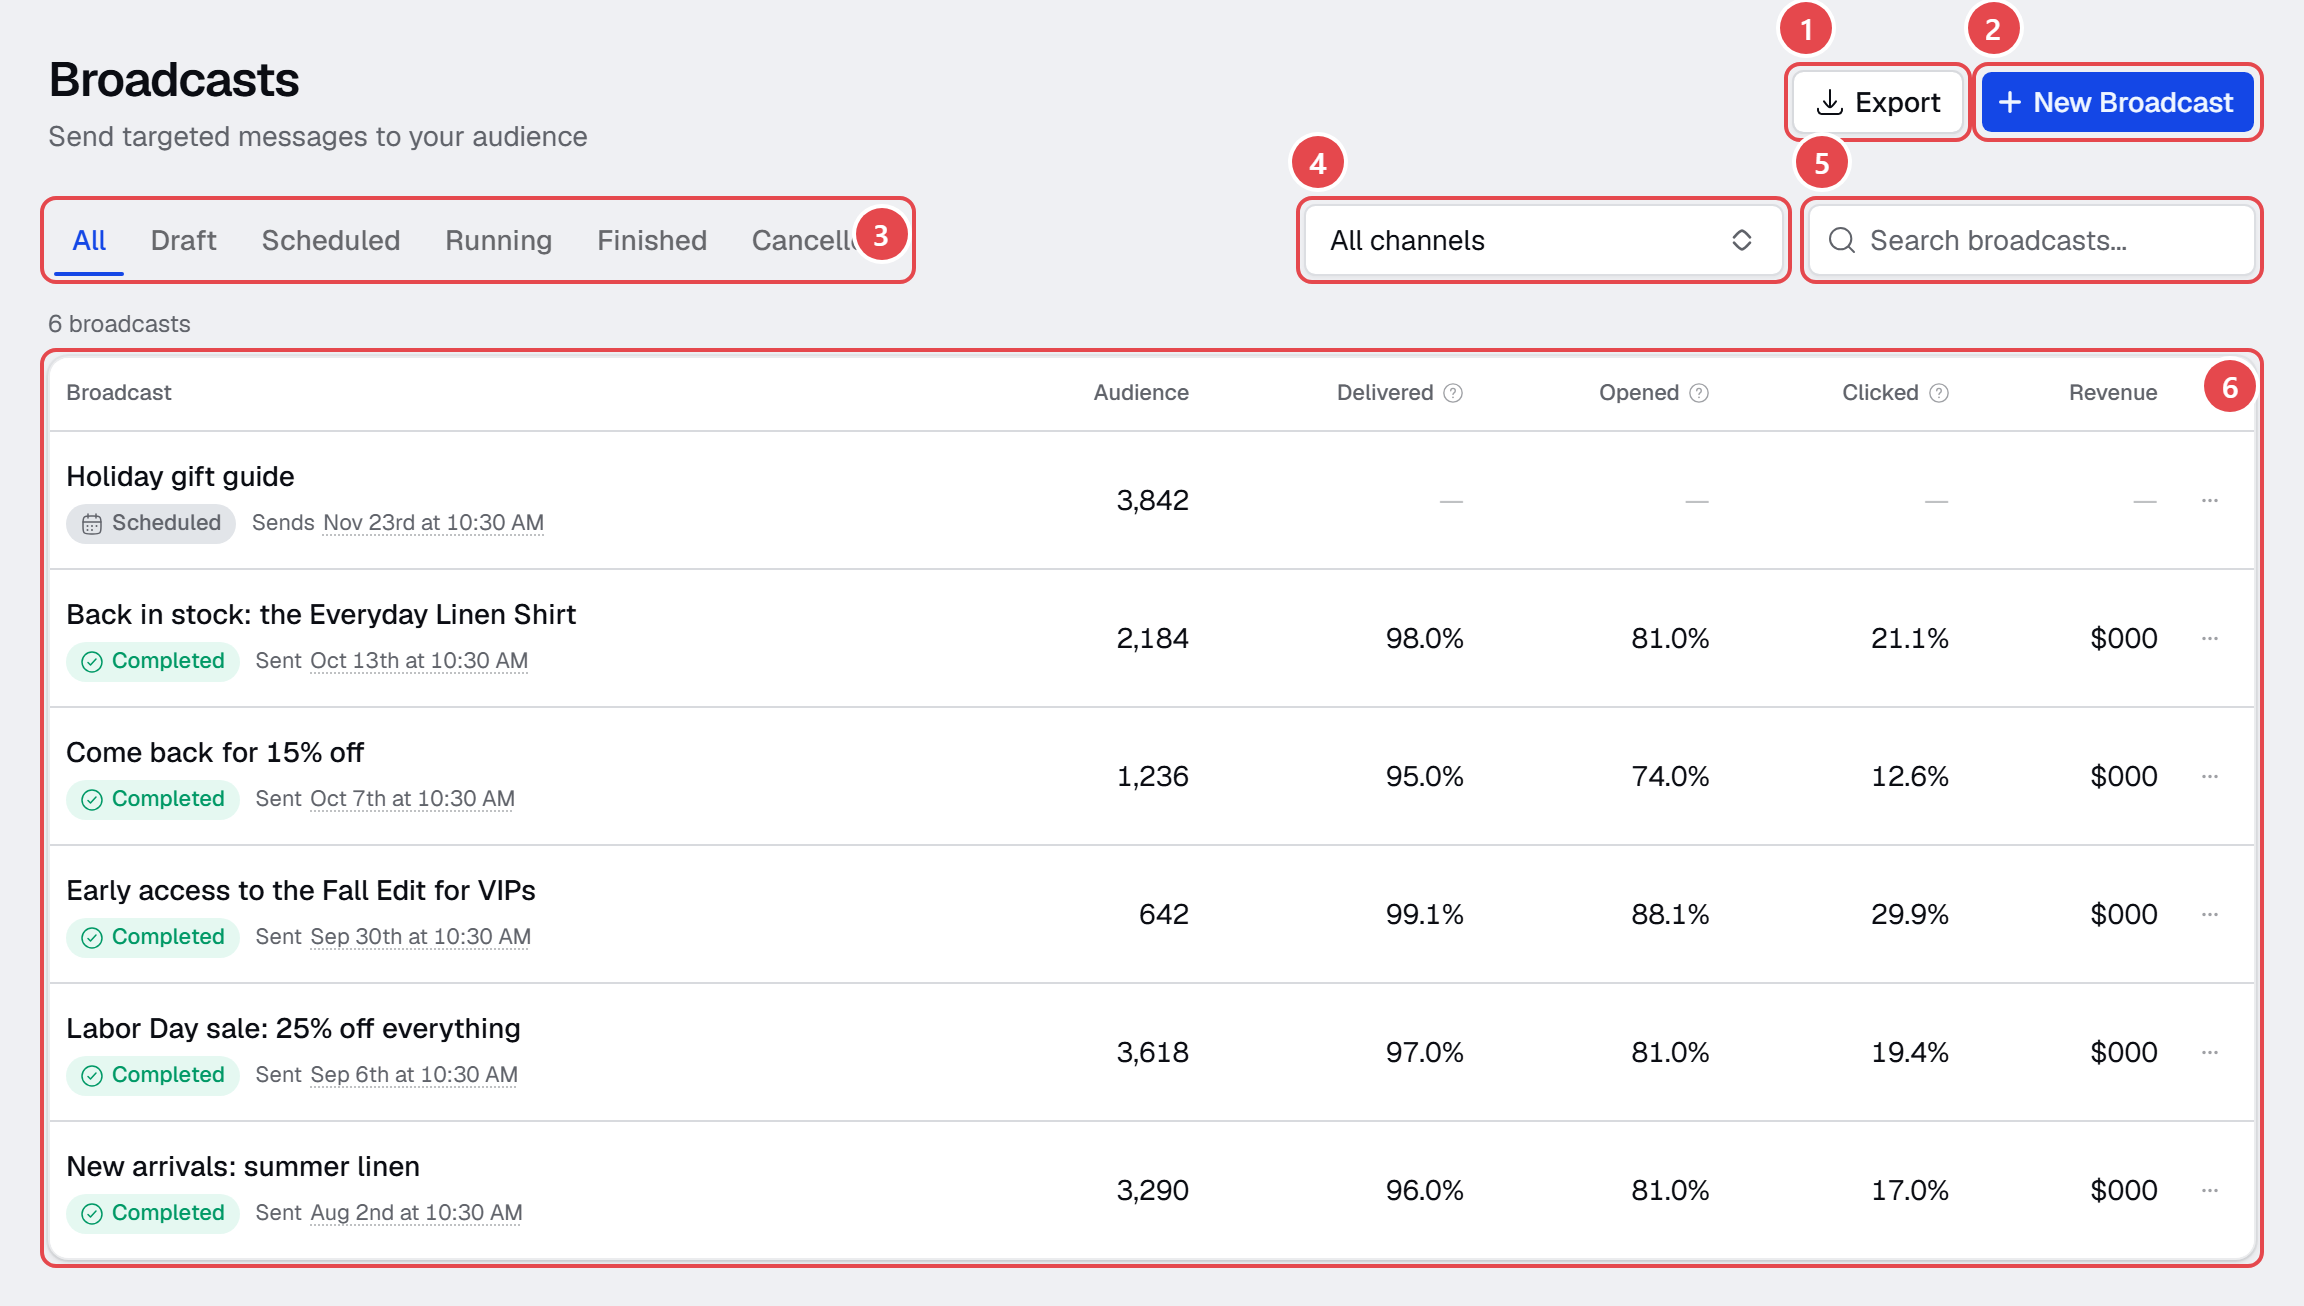 1
2
Broadcasts
Send targeted messages to your audience
Export
+ New Broadcast
4
5
All Draft Scheduled Running Finished
3
All channels
Search broadcasts...
6 broadcasts
Broadcast Audience Delivered ? Opened ? Clicked ? Revenue
6
Holiday gift guide
Scheduled Sends Nov 23rd at 10:30 AM
3,842 — — — — ...
Back in stock: the Everyday Linen Shirt
Completed Sent Oct 13th at 10:30 AM
2,184 98.0% 81.0% 21.1% $000 ...
Come back for 15% off
Completed Sent Oct 7th at 10:30 AM
1,236 95.0% 74.0% 12.6% $000 ...
Early access to the Fall Edit for VIPs
Completed Sent Sep 30th at 10:30 AM
642 99.1% 88.1% 29.9% $000 ...
Labor Day sale: 25% off everything
Completed Sent Sep 6th at 10:30 AM
3,618 97.0% 81.0% 19.4% $000 ...
New arrivals: summer linen
Completed Sent Aug 2nd at 10:30 AM
3,290 96.0% 81.0% 17.0% $000 ...